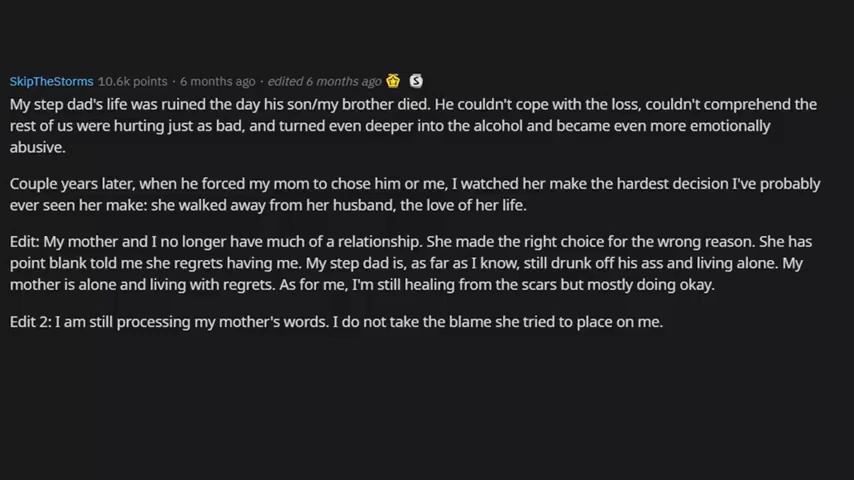 SkipTheStorms 10.6k points · 6 months ago · edited 6 months ago S
My step dad's life was ruined the day his son/my brother died. He couldn't cope with the loss, couldn't comprehend the
rest of us were hurting just as bad, and turned even deeper into the alcohol and became even more emotionally
abusive.
Couple years later, when he forced my mom to chose him or me, I watched her make the hardest decision I've probably
ever seen her make: she walked away from her husband, the love of her life.
Edit: My mother and I no longer have much of a relationship. She made the right choice for the wrong reason. She has
point blank told me she regrets having me. My step dad is, as far as I know, still drunk off his ass and living alone. My
mother is alone and living with regrets. As for me, I'm still healing from the scars but mostly doing okay.
Edit 2: I am still processing my mother's words. I do not take the blame she tried to place on me.